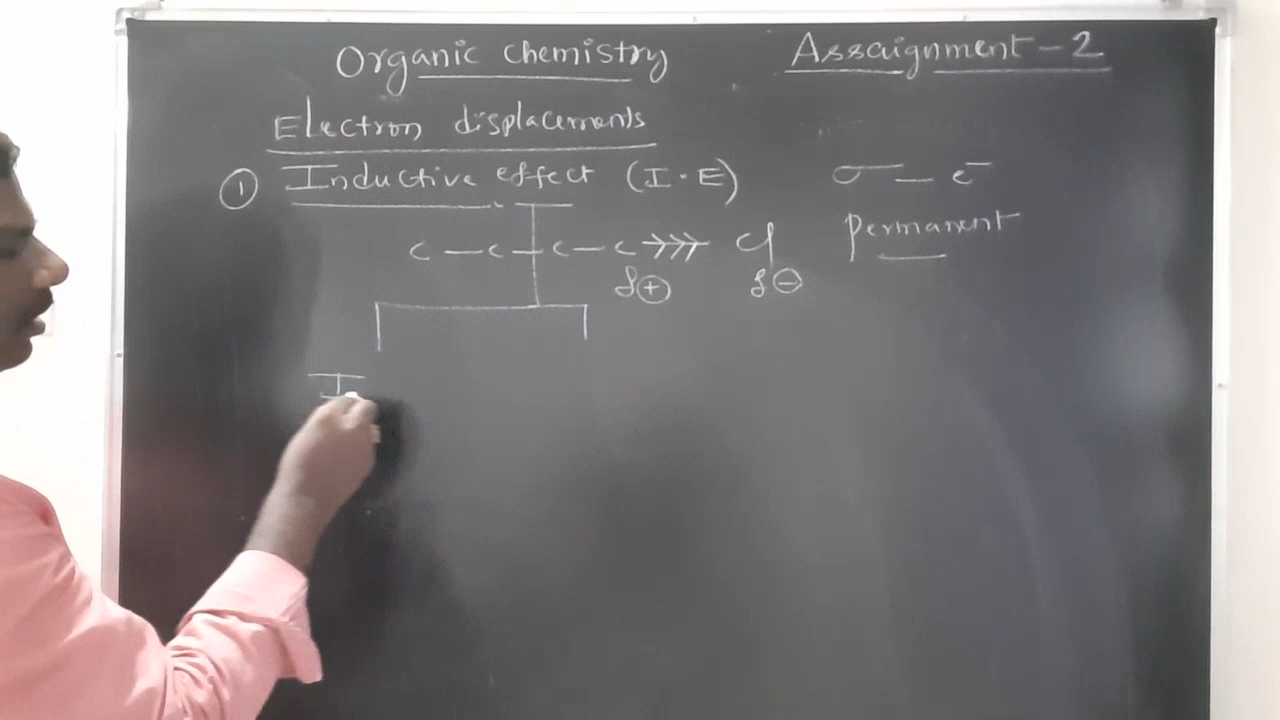 Organic chemistry
Assaignment - 2
Electron displacements
① Inductive effect (I.E)
σ — e⁻
C — C — C — C >>> Cl
Permanent
δ⊕ δ⊖
I